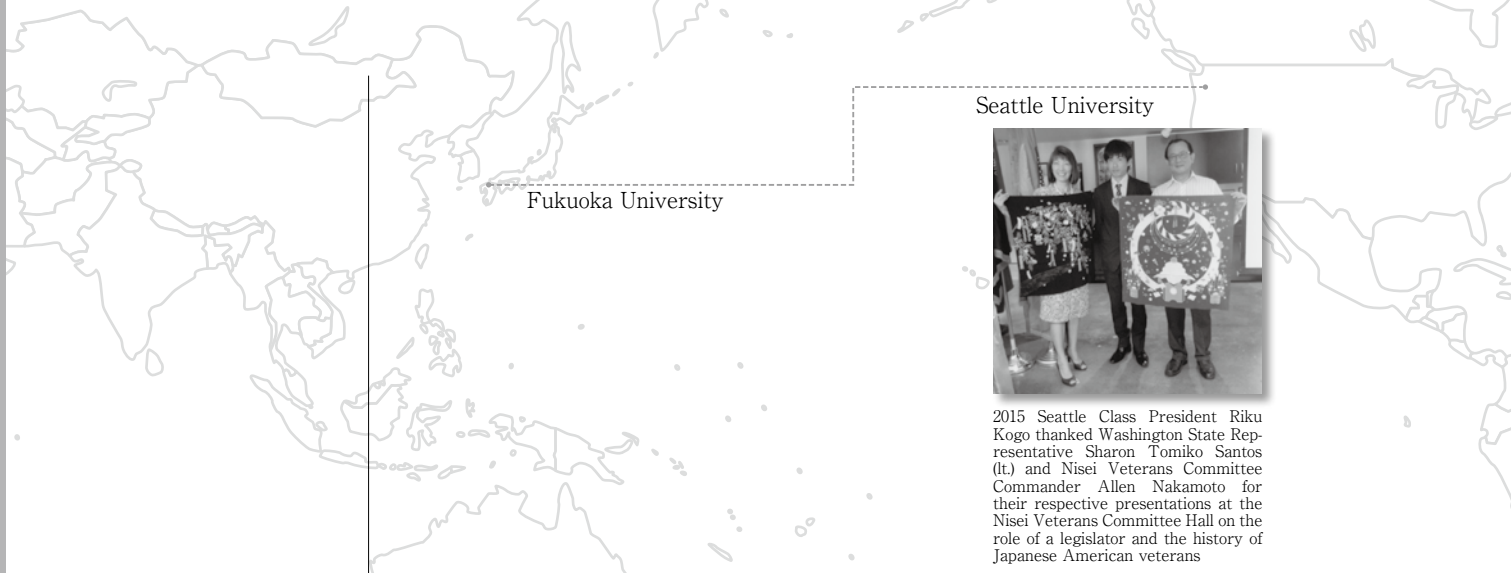 Seattle University
Fukuoka University
2015 Seattle Class President Riku
Kogo thanked Washington State Rep-
resentative Sharon Tomiko Santos
(lt.) and Nisei Veterans Committee
Commander Allen Nakamoto for
their respective presentations at the
Nisei Veterans Committee Hall on the
role of a legislator and the history of
Japanese American veterans